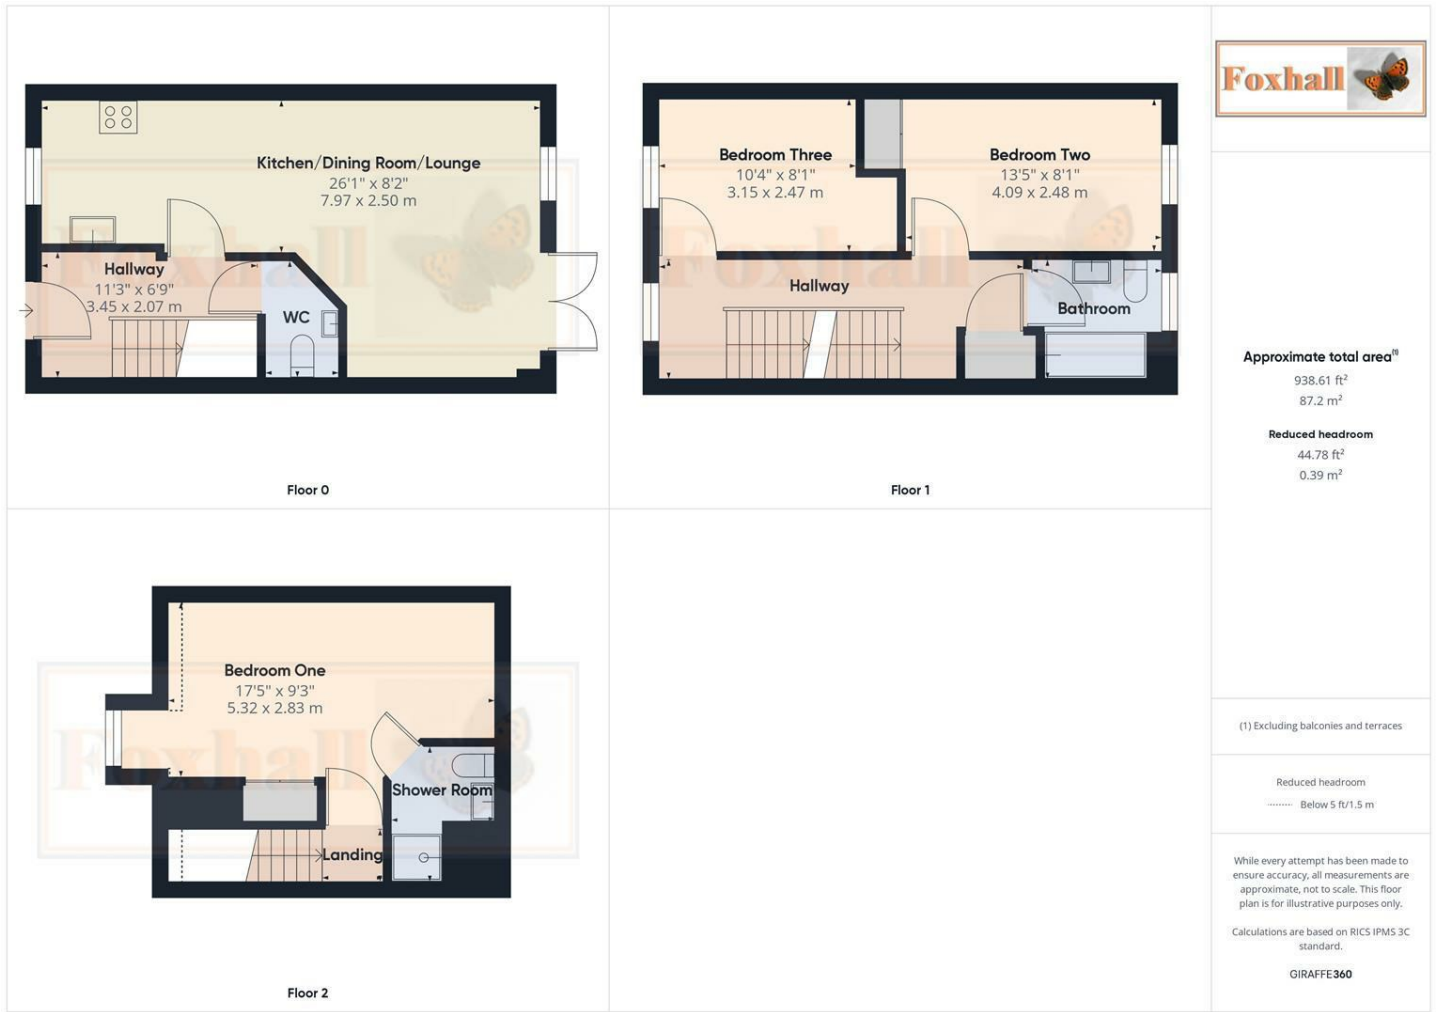 Kitchen/Dining Room/Lounge
26'1" x 8'2"
7.97 x 2.50 m
Hallway
11'3" x 6'9"
3.45 x 2.07 m
WC
Foxhall
Floor 0
Bedroom Three
10'4" x 8'1"
3.15 x 2.47 m
Bedroom Two
13'5" x 8'1"
4.09 x 2.48 m
Hallway
Bathroom
Foxhall
Floor 1
Bedroom One
17'5" x 9'3"
5.32 x 2.83 m
Shower Room
Landing
Foxhall
Floor 2
Foxhall
Approximate total area⁽¹⁾
938.61 ft²
87.2 m²
Reduced headroom
44.78 ft²
0.39 m²
(1) Excluding balconies and terraces
Reduced headroom
Below 5 ft/1.5 m
While every attempt has been made to
ensure accuracy, all measurements are
approximate, not to scale. This floor
plan is for illustrative purposes only.
Calculations are based on RICS IPMS 3C
standard.
GIRAFFE360